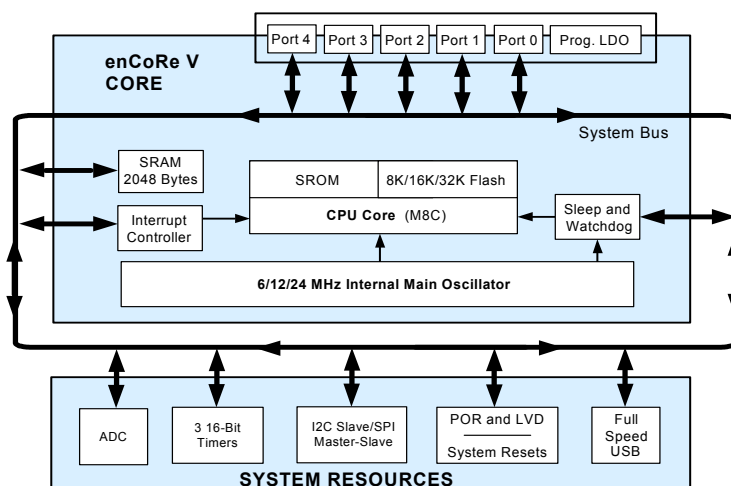 Port 4 Port 3 Port 2 Port 1 Port 0 Prog. LDO
enCoRe V
CORE
System Bus
SRAM
2048 Bytes
SROM
8K/16K/32K Flash
CPU Core (M8C)
Interrupt
Controller
Sleep and
Watchdog
6/12/24 MHz Internal Main Oscillator
ADC
3 16-Bit
Timers
I2C Slave/SPI
Master-Slave
POR and LVD
System Resets
Full
Speed
USB
SYSTEM RESOURCES